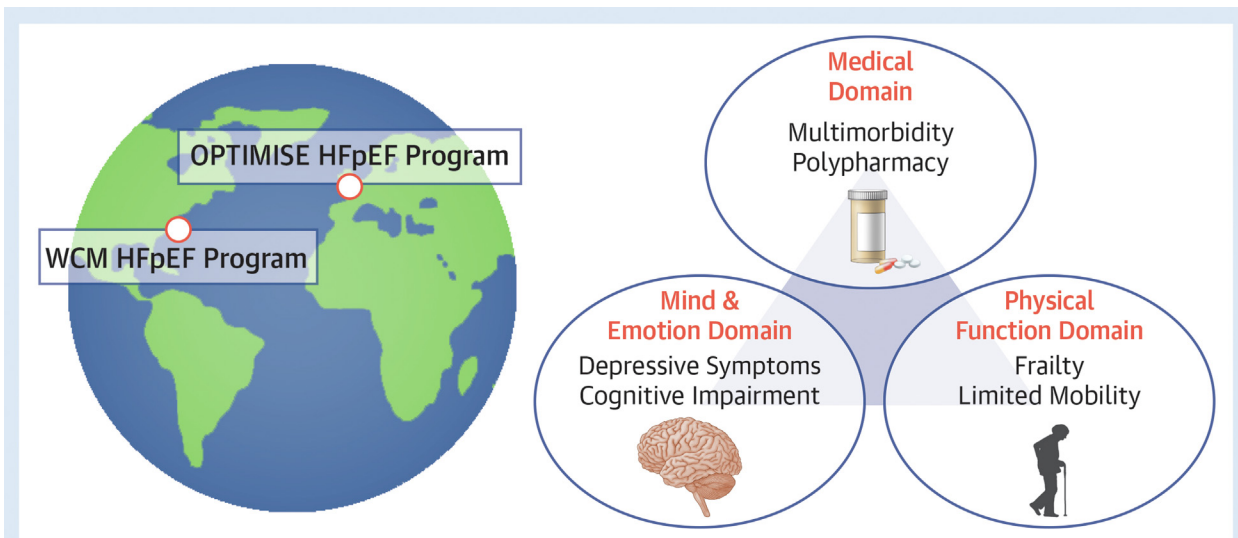 OPTIMISE HFpEF Program
WCM HFpEF Program
Medical
Domain
Multimorbidity
Polypharmacy
Mind &
Emotion Domain
Depressive Symptoms
Cognitive Impairment
Physical
Function Domain
Frailty
Limited Mobility